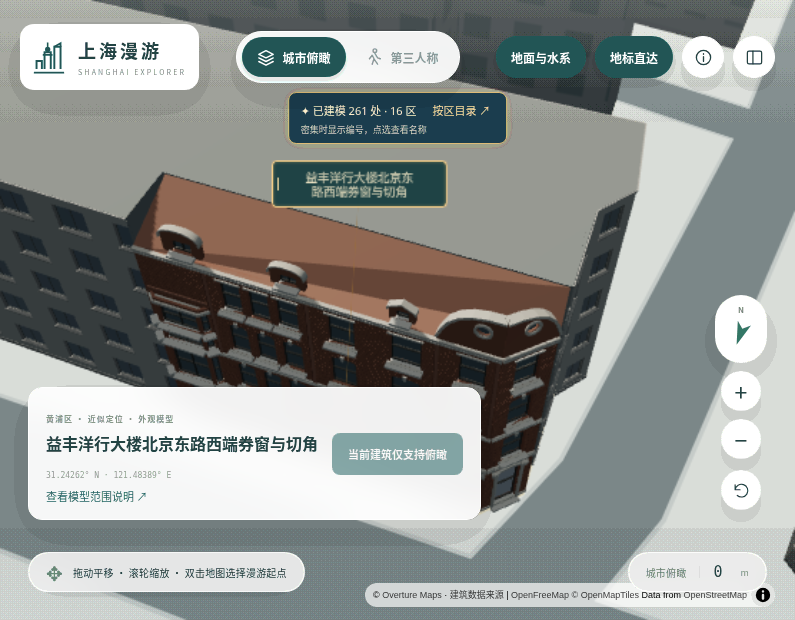 上海漫游
SHANGHAI EXPLORER
城市俯瞰
第三人称
地面与水系
地标直达
✦ 已建模 261 处 · 16 区 按区目录 ↗
密集时显示编号，点选查看名称
益丰洋行大楼北京东
路西端券窗与切角
N
黄浦区 · 近似定位 · 外观模型
益丰洋行大楼北京东路西端券窗与切角
当前建筑仅支持俯瞰
31.24262° N · 121.48389° E
查看模型范围说明 ↗
拖动平移 · 滚轮缩放 · 双击地图选择漫游起点
城市俯瞰 0 m
© Overture Maps · 建筑数据来源 | OpenFreeMap © OpenMapTiles Data from OpenStreetMap